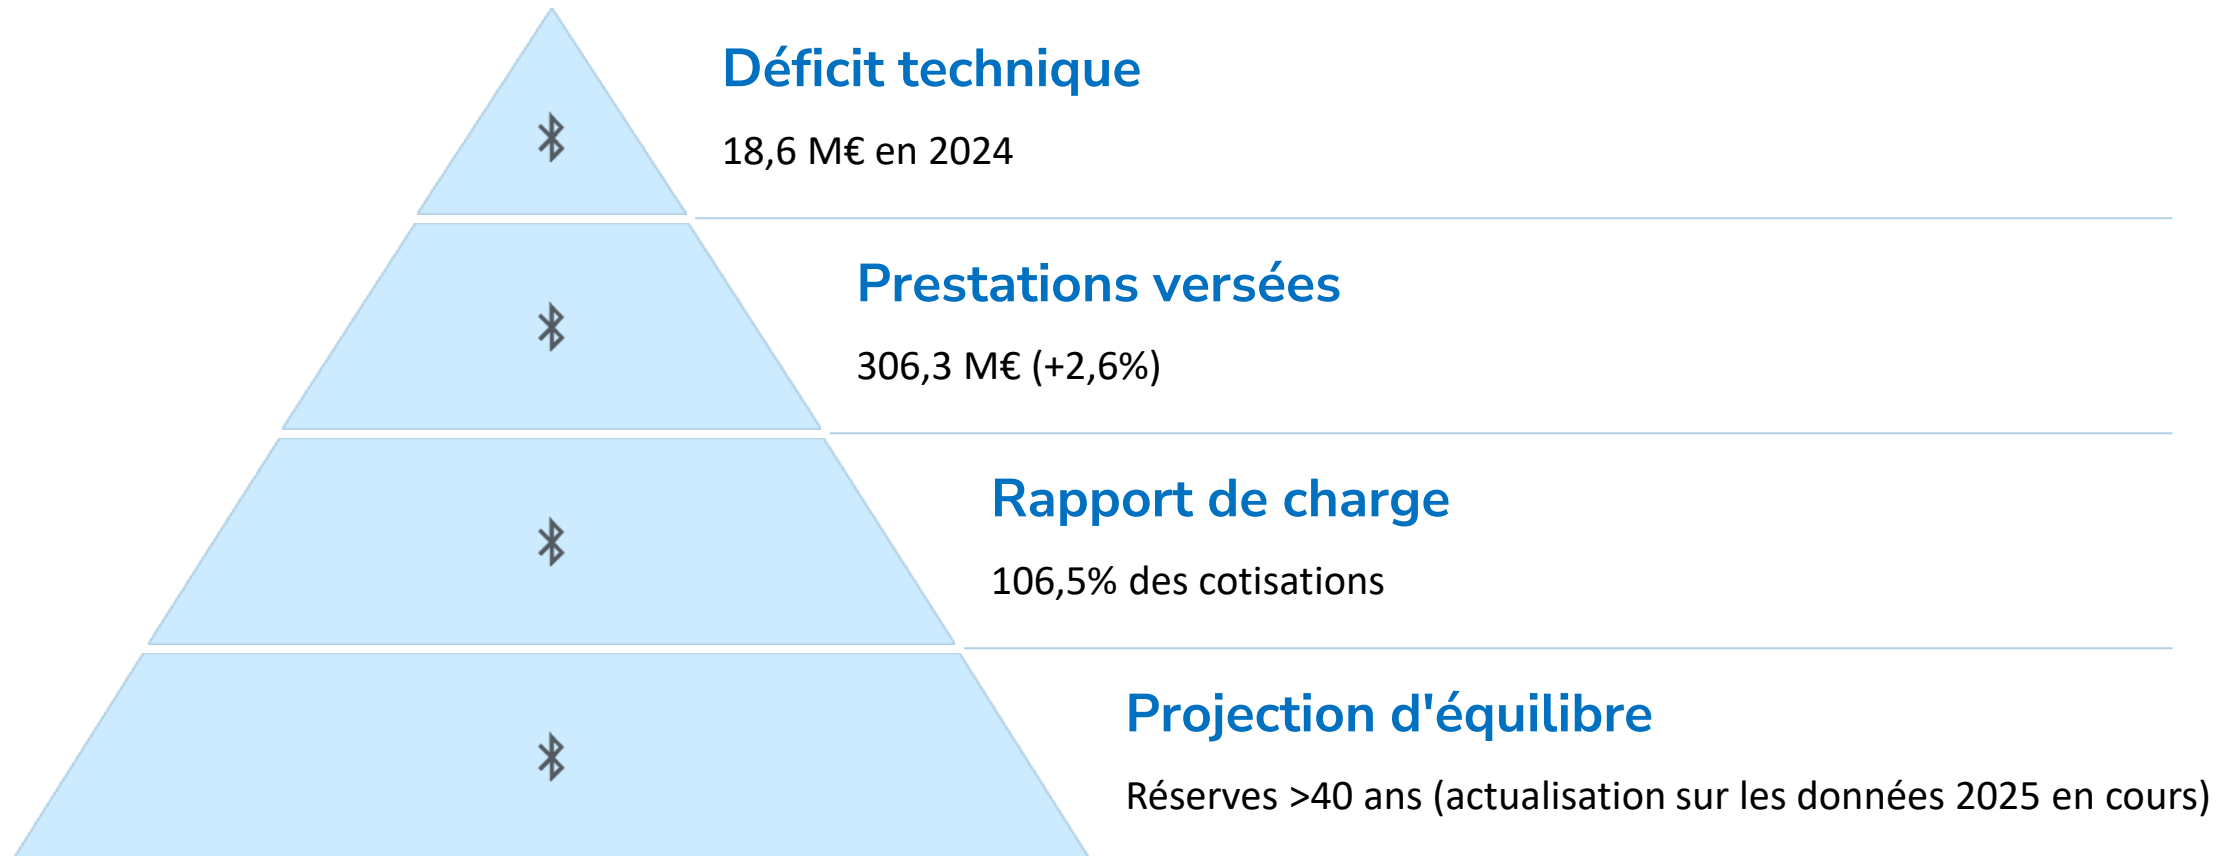 Déficit technique
18,6 M€ en 2024
Prestations versées
306,3 M€ (+2,6%)
Rapport de charge
106,5% des cotisations
Projection d'équilibre
Réserves >40 ans (actualisation sur les données 2025 en cours)